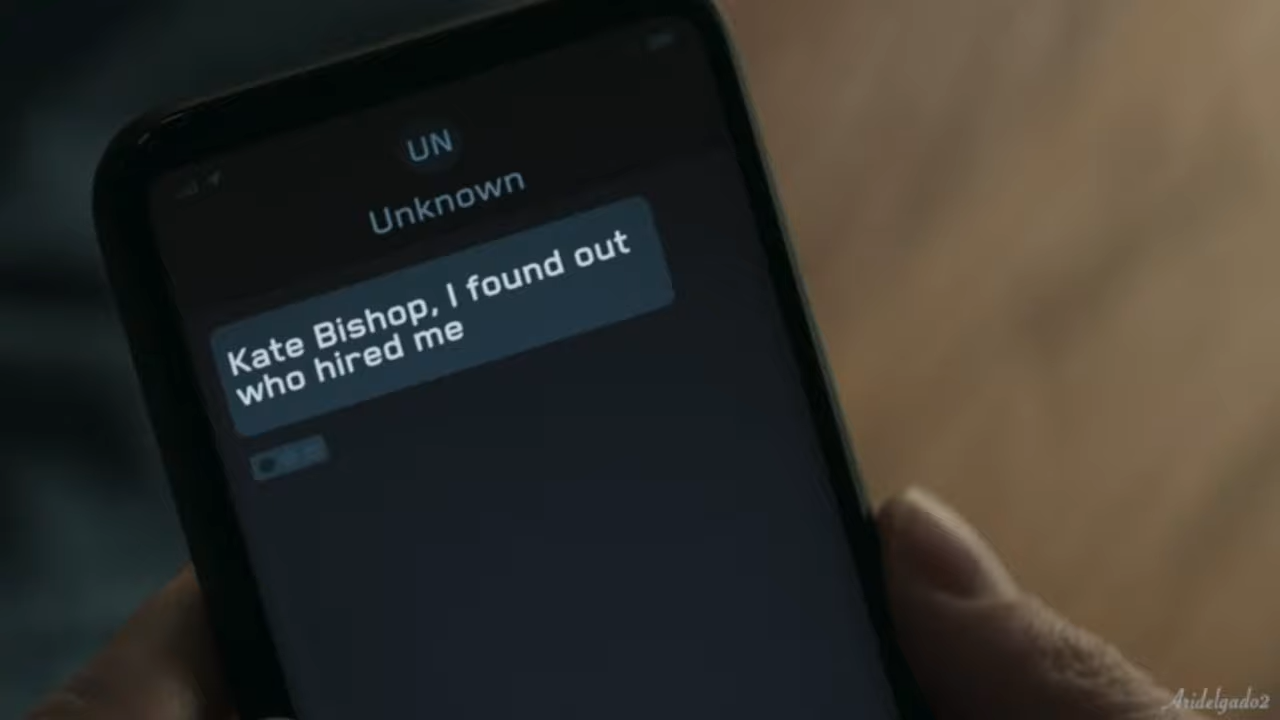 UN
Unknown
Kate Bishop, I found out
who hired me
Aridelgado2